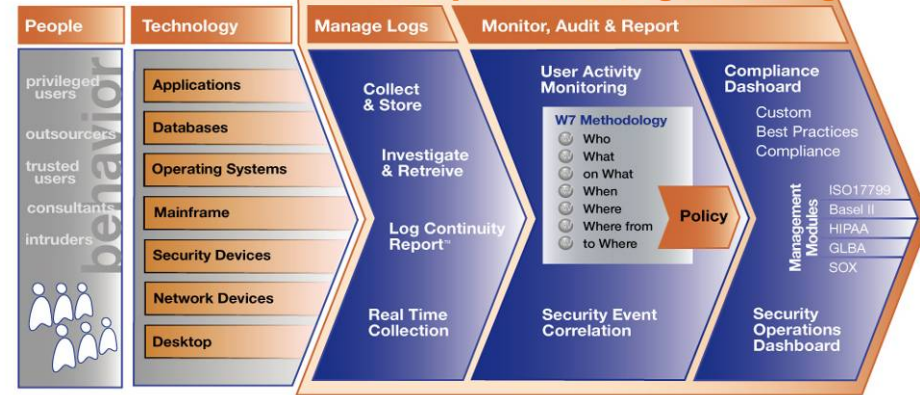 People
Technology
Manage Logs
Monitor, Audit & Report
behavior
privileged
users
outsourcers
trusted
users
consultants
intruders
Applications
Databases
Operating Systems
Mainframe
Security Devices
Network Devices
Desktop
Collect
& Store
Investigate
& Retreive
Log Continuity
Report™
Real Time
Collection
User Activity
Monitoring
W7 Methodology
Who
What
on What
When
Where
Where from
to Where
Policy
Security Event
Correlation
Compliance
Dashoard
Custom
Best Practices
Compliance
Management
Modules
ISO17799
Basel II
HIPAA
GLBA
SOX
Security
Operations
Dashboard